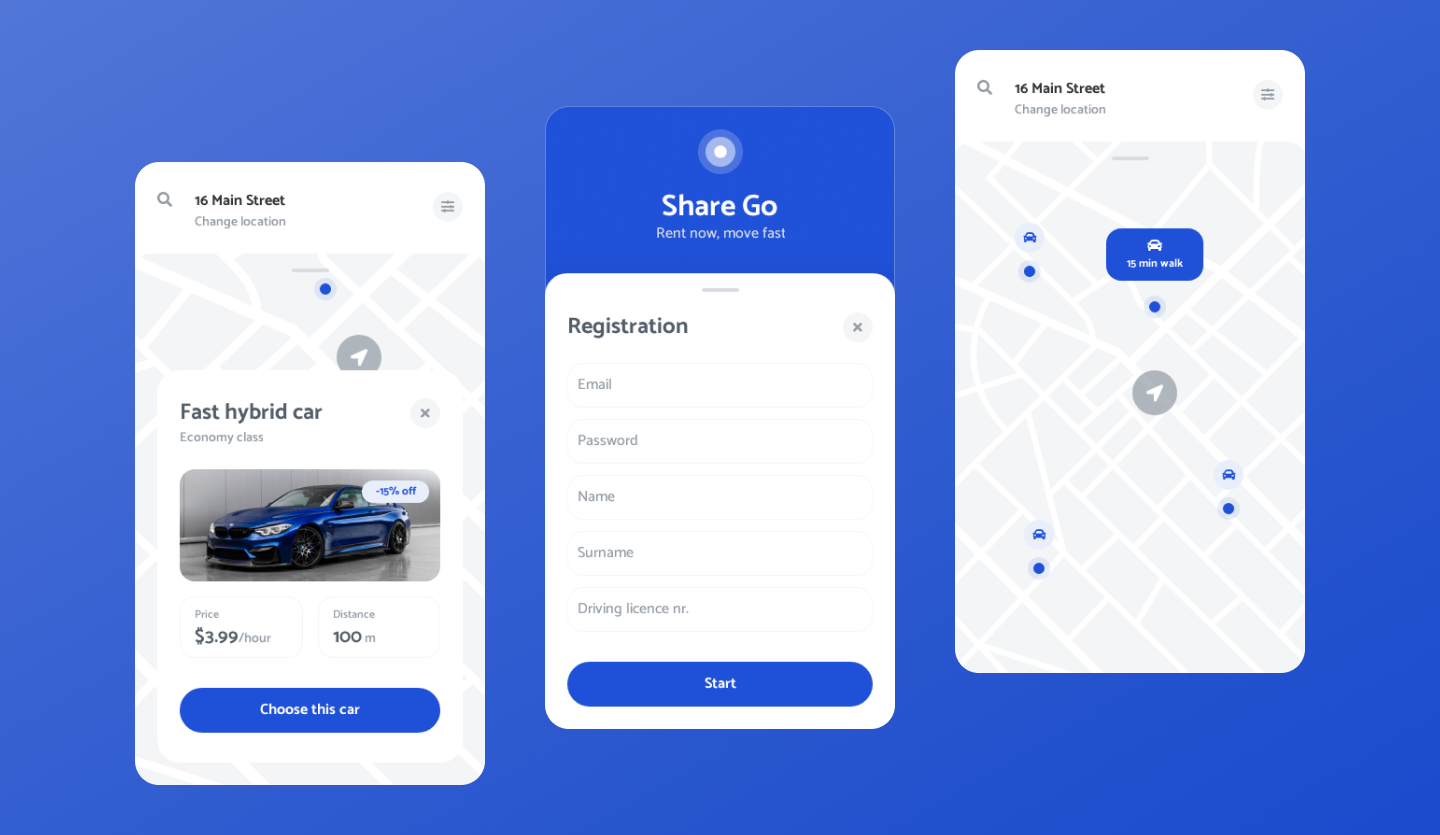 16 Main Street
Change location
Fast hybrid car
Economy class
-15% off
Price
Distance
$3.99/hour
100 m
Choose this car
Share Go
Rent now, move fast
Registration
Email
Password
Name
Surname
Driving licence nr.
Start
16 Main Street
Change location
15 min walk